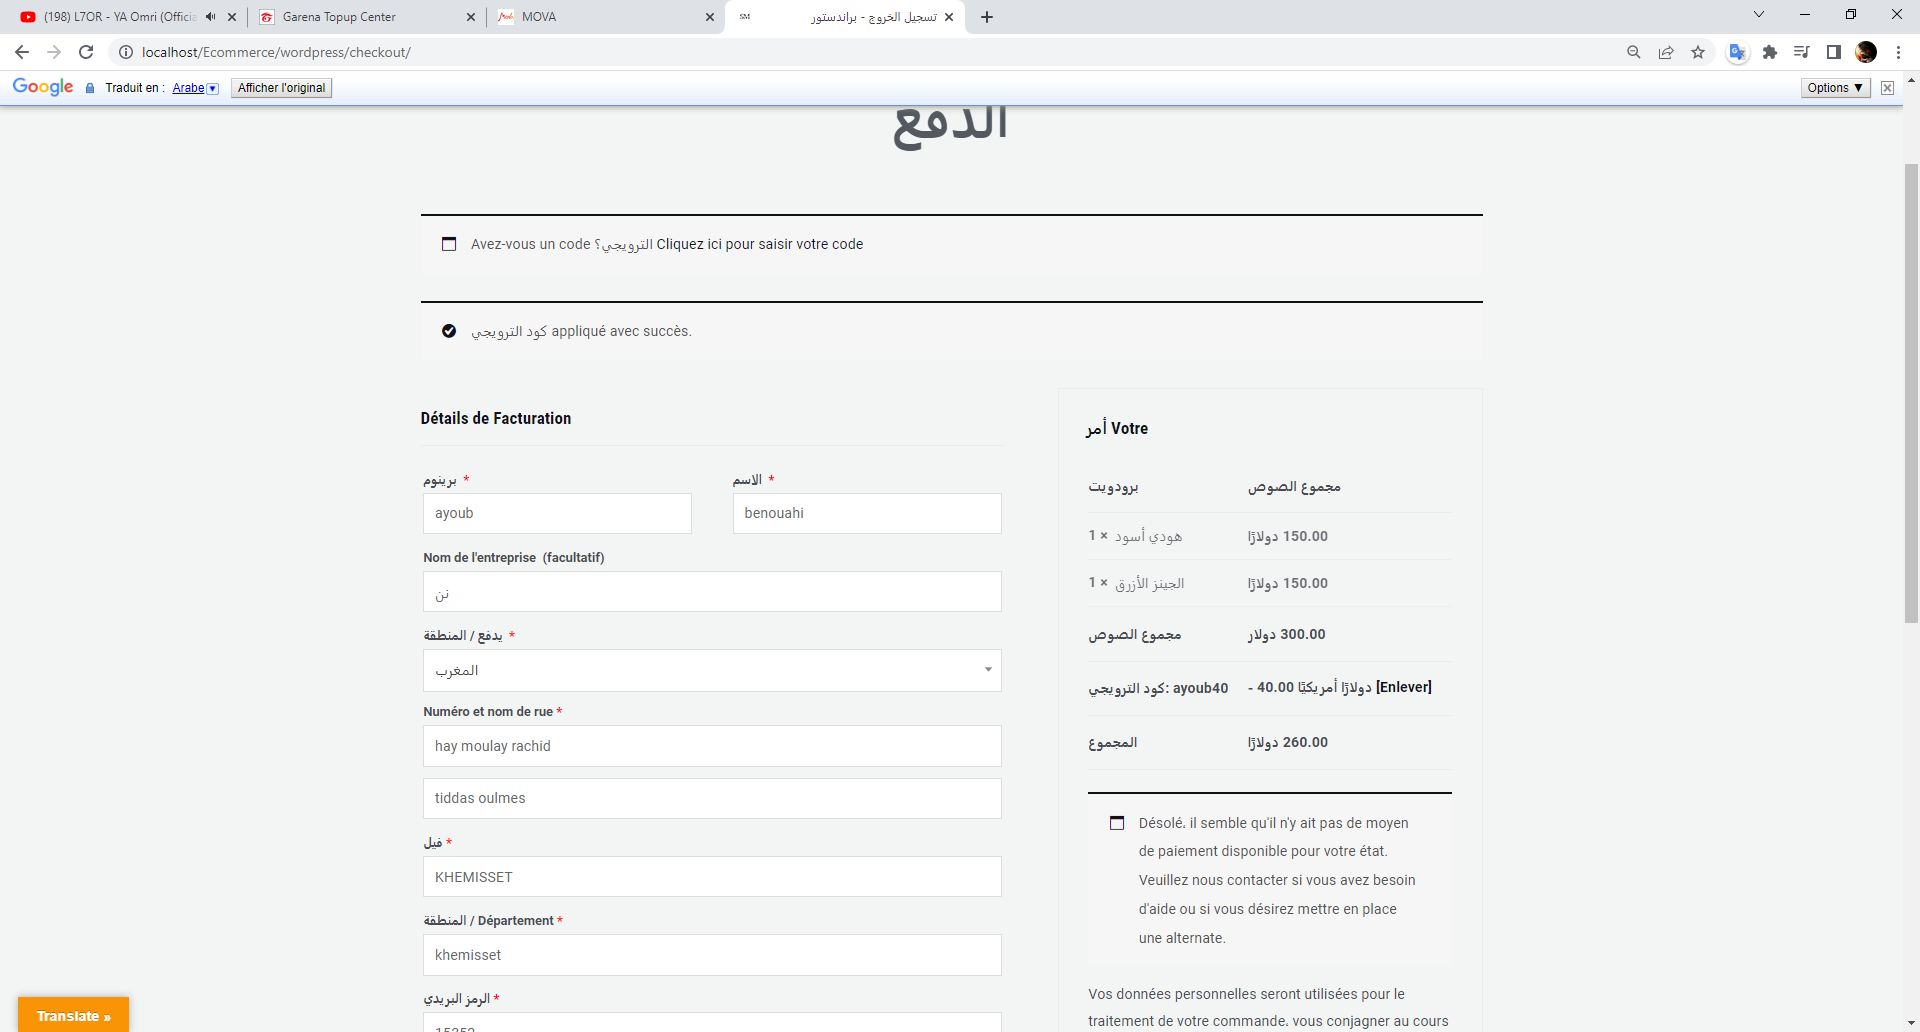 (198) L7OR - YA Omri (Officia
Garena Topup Center
MOVA
SM
تسجيل الخروج - براندستور
localhost/Ecommerce/wordpress/checkout/
Google
Traduit en :
Arabe
Afficher l'original
Options ▼
الدفع
Avez-vous un code الترويجي؟ Cliquez ici pour saisir votre code
كود الترويجي appliqué avec succès.
Détails de Facturation
برينوم *
الاسم *
ayoub
benouahi
Nom de l'entreprise (facultatif)
نن
يدفع / المنطقة *
المغرب
Numéro et nom de rue *
hay moulay rachid
tiddas oulmes
فيل *
KHEMISSET
المنطقة / Département *
khemisset
الرمز البريدي *
15352
أمر Votre
برودويت
مجموع الصوص
هودي أسود × 1
150.00 دولارًا
الجينز الأزرق × 1
150.00 دولارًا
مجموع الصوص
300.00 دولار
كود الترويجي: ayoub40
- 40.00 دولارًا أمريكيًا [Enlever]
المجموع
260.00 دولارًا
Désolé. il semble qu'il n'y ait pas de moyen
de paiement disponible pour votre état.
Veuillez nous contacter si vous avez besoin
d'aide ou si vous désirez mettre en place
une alternate.
Vos données personnelles seront utilisées pour le
traitement de votre commande. vous conjagner au cours
Translate »